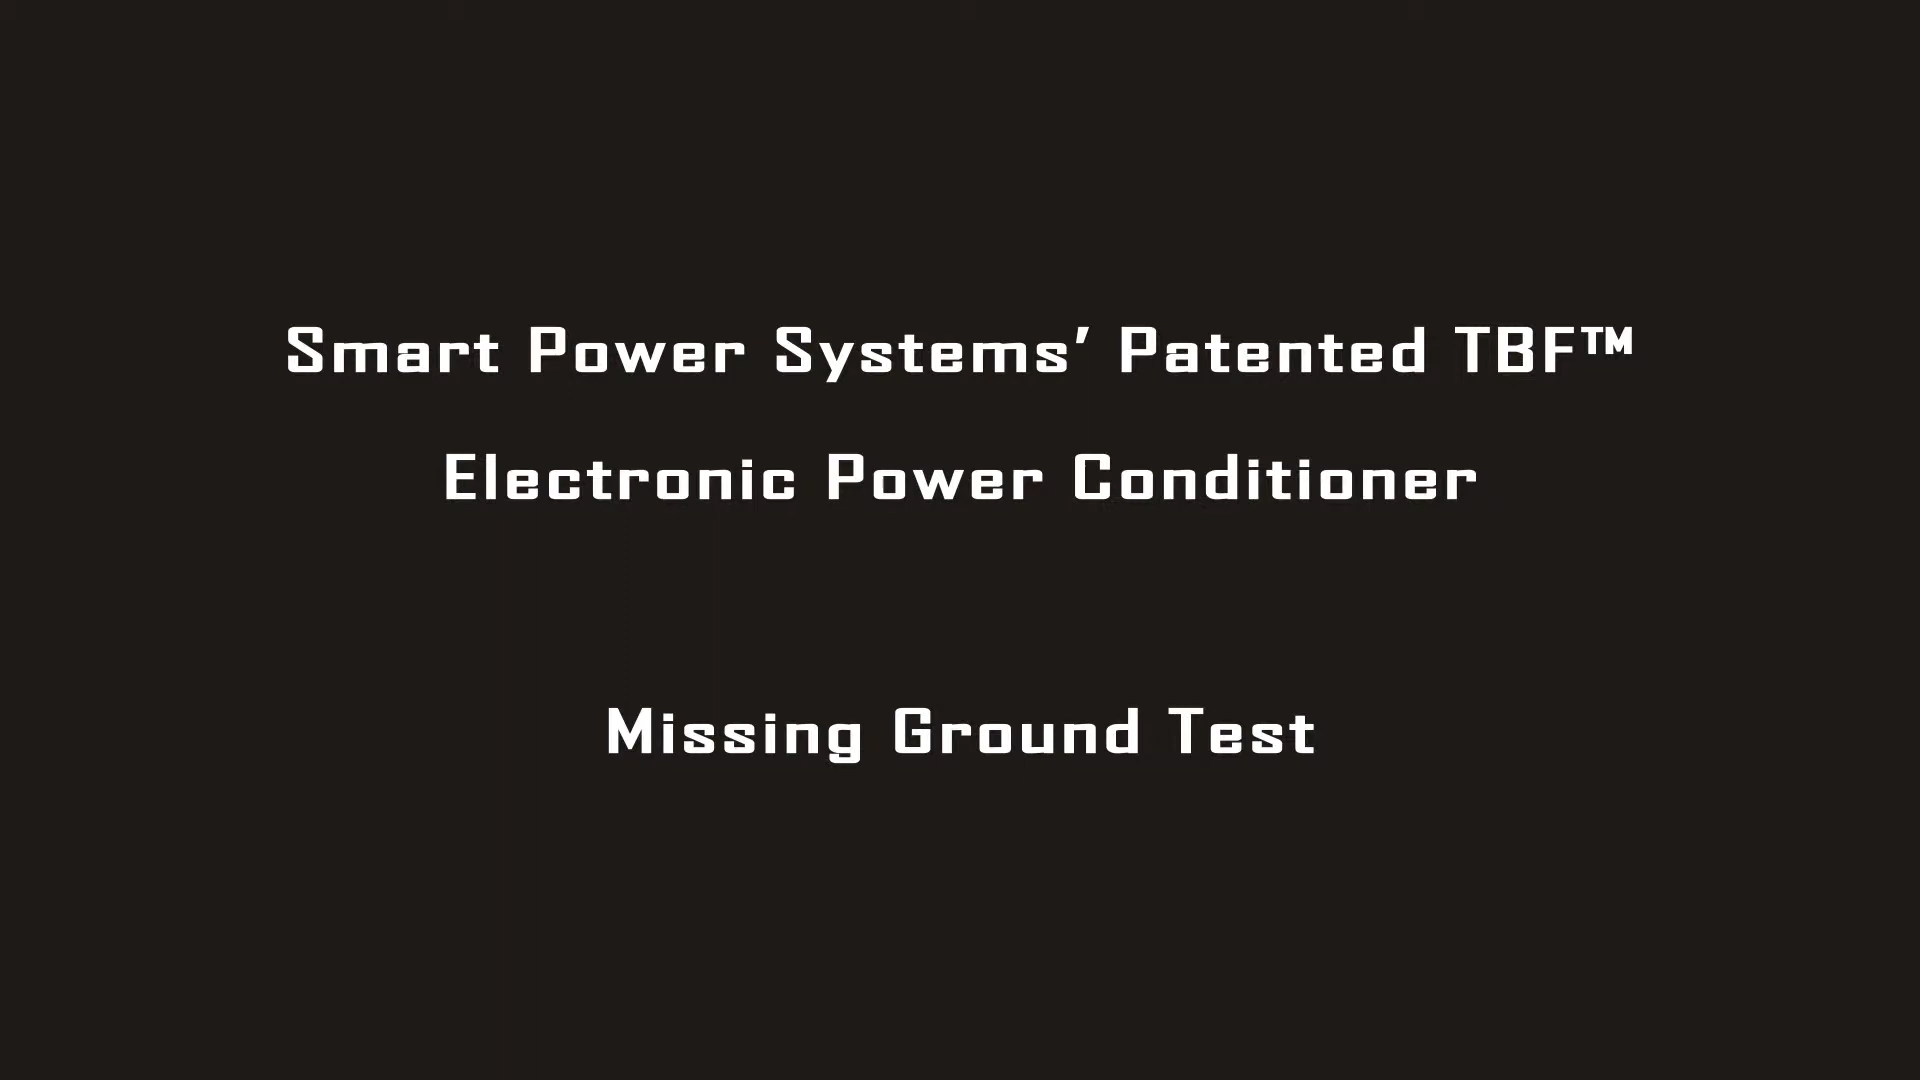 Smart Power Systems’ Patented TBF™
Electronic Power Conditioner
Missing Ground Test